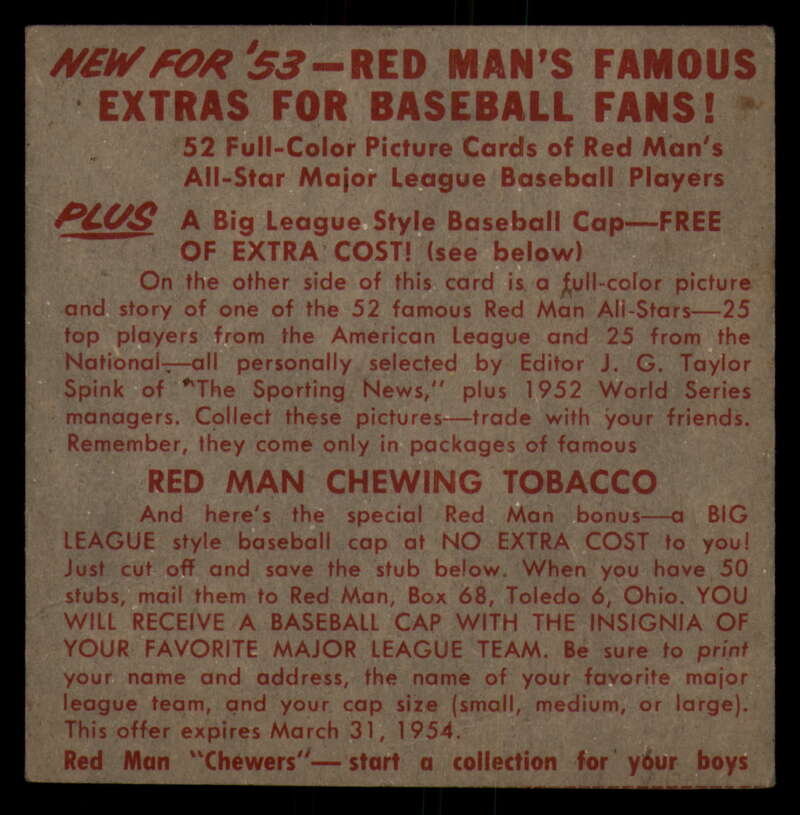 NEW FOR '53—RED MAN'S FAMOUS
EXTRAS FOR BASEBALL FANS!
52 Full-Color Picture Cards of Red Man's
All-Star Major League Baseball Players
PLUS A Big League Style Baseball Cap—FREE
OF EXTRA COST! (see below)
On the other side of this card is a full-color picture
and story of one of the 52 famous Red Man All-Stars—25
top players from the American League and 25 from the
National—all personally selected by Editor J. G. Taylor
Spink of "The Sporting News," plus 1952 World Series
managers. Collect these pictures—trade with your friends.
Remember, they come only in packages of famous
RED MAN CHEWING TOBACCO
And here's the special Red Man bonus—a BIG
LEAGUE style baseball cap at NO EXTRA COST to you!
Just cut off and save the stub below. When you have 50
stubs, mail them to Red Man, Box 68, Toledo 6, Ohio. YOU
WILL RECEIVE A BASEBALL CAP WITH THE INSIGNIA OF
YOUR FAVORITE MAJOR LEAGUE TEAM. Be sure to print
your name and address, the name of your favorite major
league team, and your cap size (small, medium, or large).
This offer expires March 31, 1954.
Red Man "Chewers"—start a collection for your boys